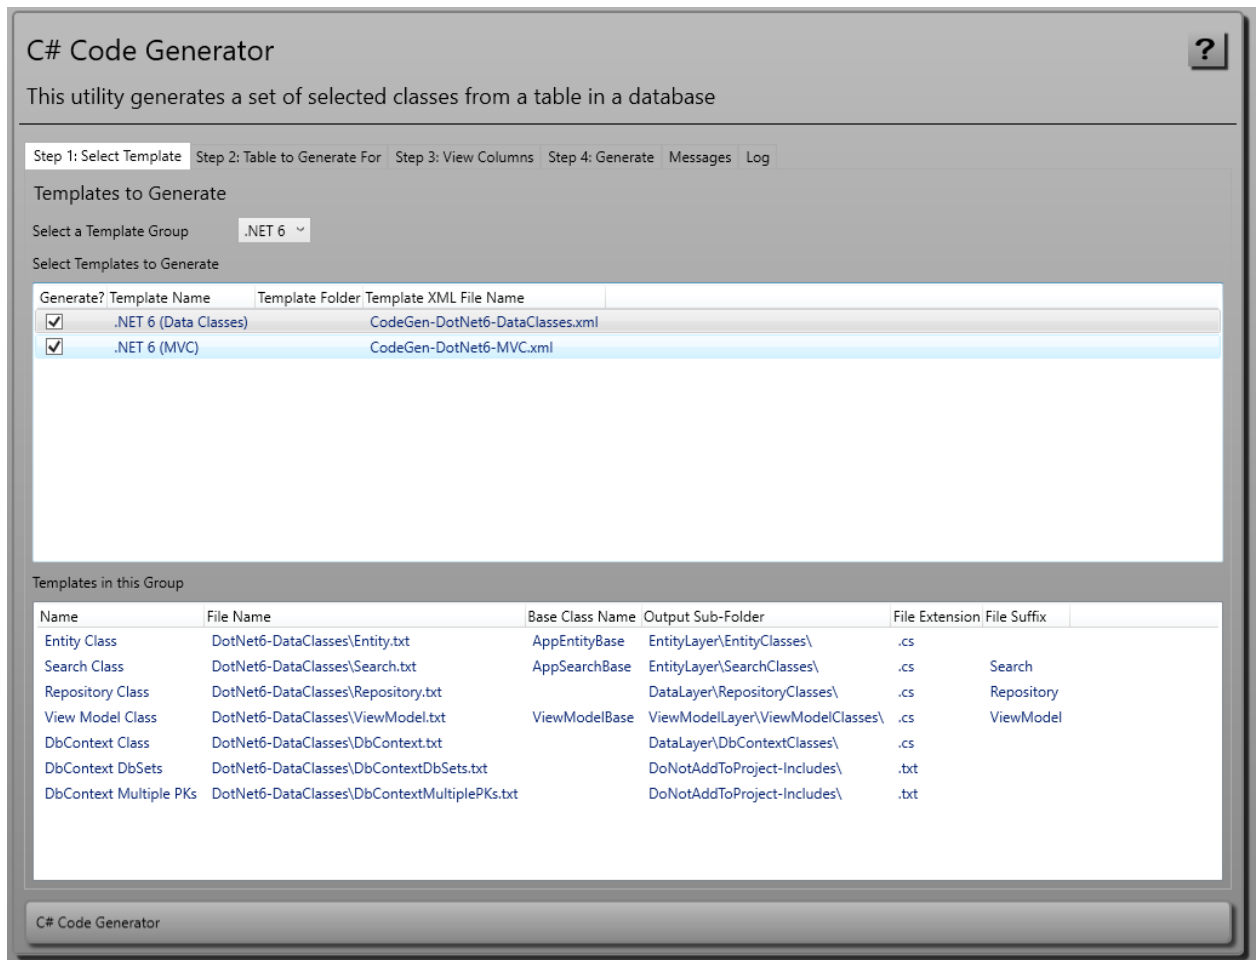 C# Code Generator
?
This utility generates a set of selected classes from a table in a database
Step 1: Select Template Step 2: Table to Generate For Step 3: View Columns Step 4: Generate Messages Log
Templates to Generate
Select a Template Group .NET 6
Select Templates to Generate
Generate? Template Name Template Folder Template XML File Name
.NET 6 (Data Classes) CodeGen-DotNet6-DataClasses.xml
.NET 6 (MVC) CodeGen-DotNet6-MVC.xml
Templates in this Group
Name File Name Base Class Name Output Sub-Folder File Extension File Suffix
Entity Class DotNet6-DataClasses\Entity.txt AppEntityBase EntityLayer\EntityClasses\ .cs
Search Class DotNet6-DataClasses\Search.txt AppSearchBase EntityLayer\SearchClasses\ .cs Search
Repository Class DotNet6-DataClasses\Repository.txt DataLayer\RepositoryClasses\ .cs Repository
View Model Class DotNet6-DataClasses\ViewModel.txt ViewModelBase ViewModelLayer\ViewModelClasses\ .cs ViewModel
DbContext Class DotNet6-DataClasses\DbContext.txt DataLayer\DbContextClasses\ .cs
DbContext DbSets DotNet6-DataClasses\DbContextDbSets.txt DoNotAddToProject-Includes\ .txt
DbContext Multiple PKs DotNet6-DataClasses\DbContextMultiplePKs.txt DoNotAddToProject-Includes\ .txt
C# Code Generator